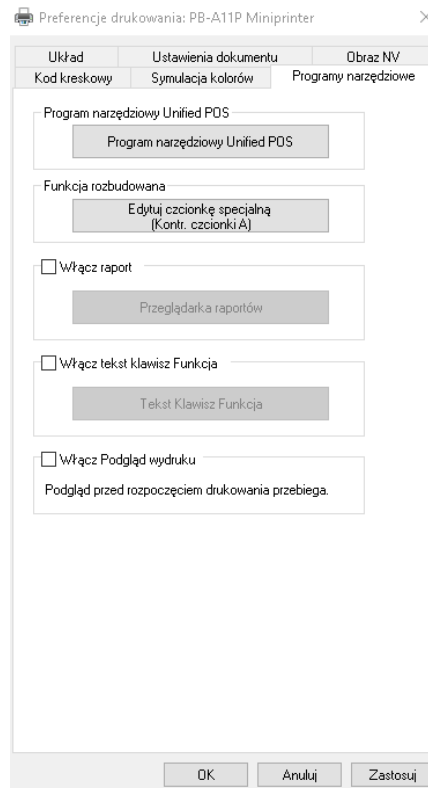 Preferencje drukowania: PB-A11P Miniprinter
Układ
Ustawienia dokumentu
Obraz NV
Kod kreskowy
Symulacja kolorów
Programy narzędziowe
Program narzędziowy Unified POS
Program narzędziowy Unified POS
Funkcja rozbudowana
Edytuj czcionkę specjalną
(Kontr. czcionki A)
Włącz raport
Przeglądarka raportów
Włącz tekst klawisz Funkcja
Tekst Klawisz Funkcja
Włącz Podgląd wydruku
Podgląd przed rozpoczęciem drukowania przebiega.
OK
Anuluj
Zastosuj